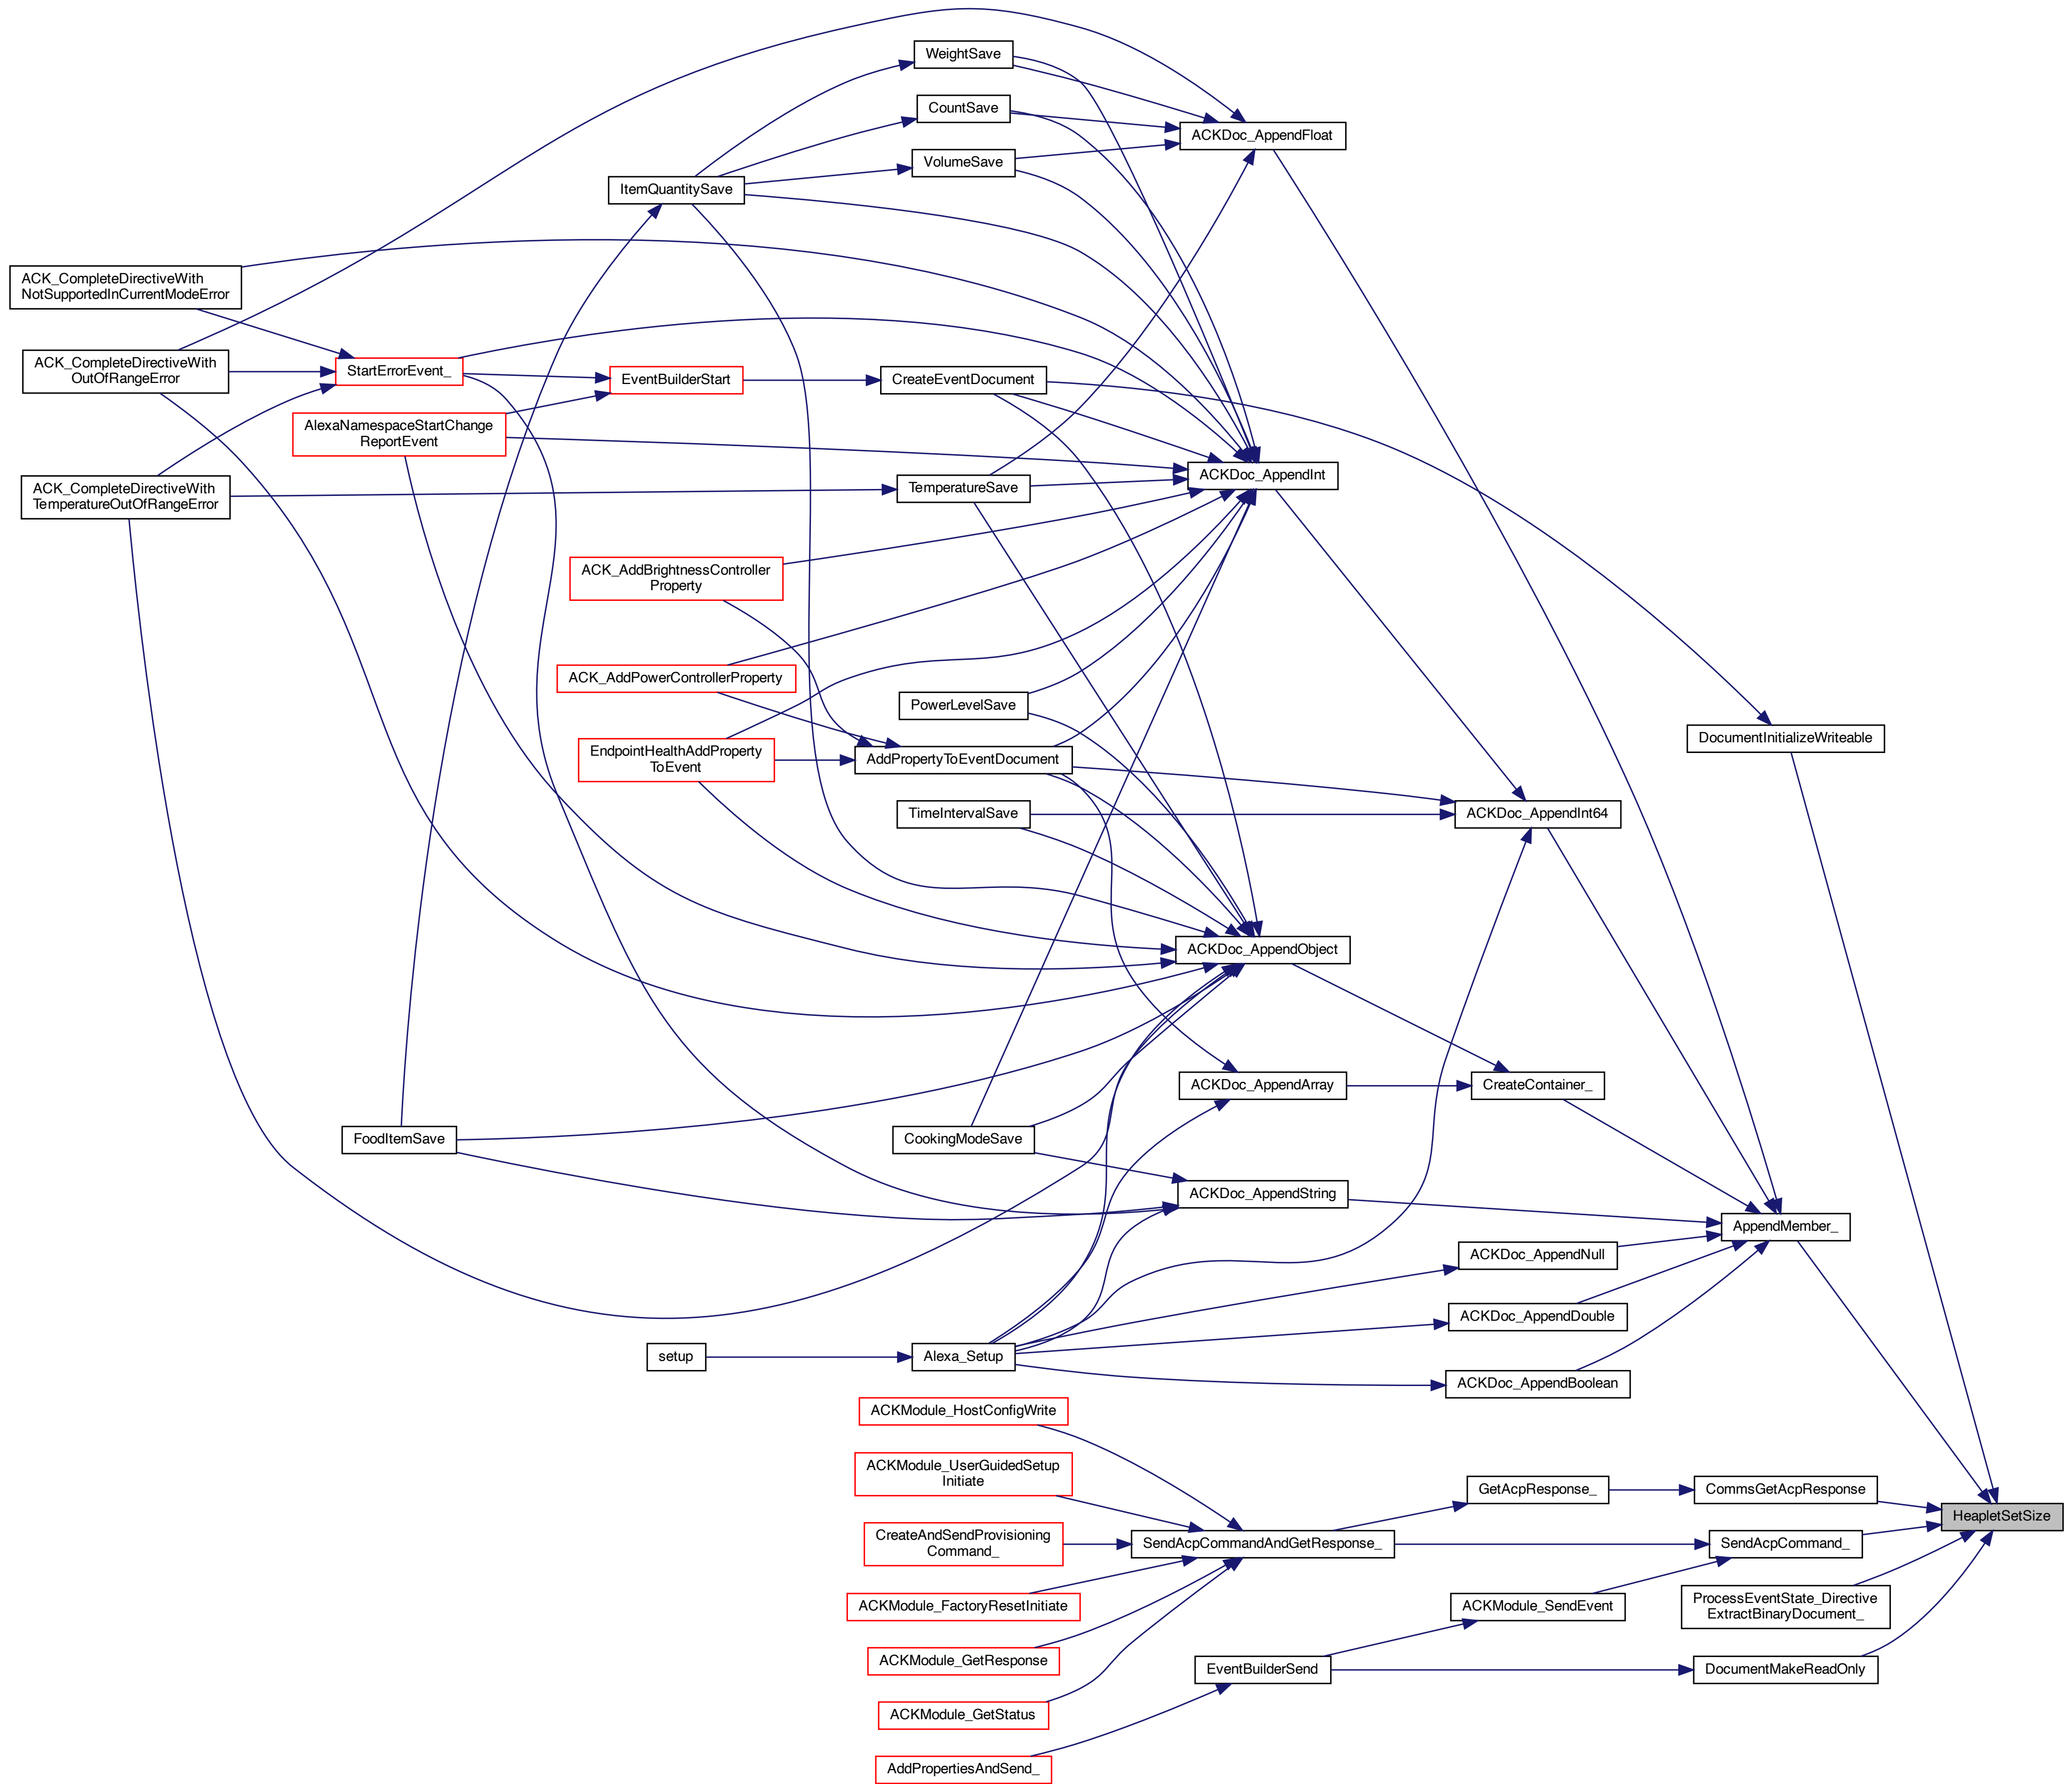 WeightSave
CountSave
ACKDoc_AppendFloat
VolumeSave
ItemQuantitySave
ACK_CompleteDirectiveWith
NotSupportedInCurrentModeError
ACK_CompleteDirectiveWith
OutOfRangeError
StartErrorEvent_
EventBuilderStart
CreateEventDocument
AlexaNamespaceStartChange
ReportEvent
ACKDoc_AppendInt
ACK_CompleteDirectiveWith
TemperatureOutOfRangeError
TemperatureSave
ACK_AddBrightnessController
Property
ACK_AddPowerControllerProperty
PowerLevelSave
DocumentInitializeWriteable
EndpointHealthAddProperty
ToEvent
AddPropertyToEventDocument
TimeIntervalSave
ACKDoc_AppendInt64
ACKDoc_AppendObject
ACKDoc_AppendArray
CreateContainer_
FoodItemSave
CookingModeSave
ACKDoc_AppendString
AppendMember_
ACKDoc_AppendNull
ACKDoc_AppendDouble
setup
Alexa_Setup
ACKDoc_AppendBoolean
ACKModule_HostConfigWrite
ACKModule_UserGuidedSetup
Initiate
GetAcpResponse_
CommsGetAcpResponse
HeapletSetSize
CreateAndSendProvisioning
Command_
SendAcpCommandAndGetResponse_
SendAcpCommand_
ACKModule_FactoryResetInitiate
ACKModule_SendEvent
ProcessEventState_Directive
ExtractBinaryDocument_
ACKModule_GetResponse
EventBuilderSend
DocumentMakeReadOnly
ACKModule_GetStatus
AddPropertiesAndSend_